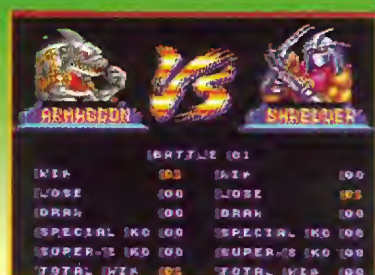 VS
ARMAGGON SHREDDER
BATTLE 01
WIN WIN 00
LOSE 00 LOSE
DRAW 00 DRAW 00
SPECIAL KO 00 SPECIAL KO 00
SUPER-S KO 00 SUPER-S KO 00
TOTAL WIN TOTAL WIN 00